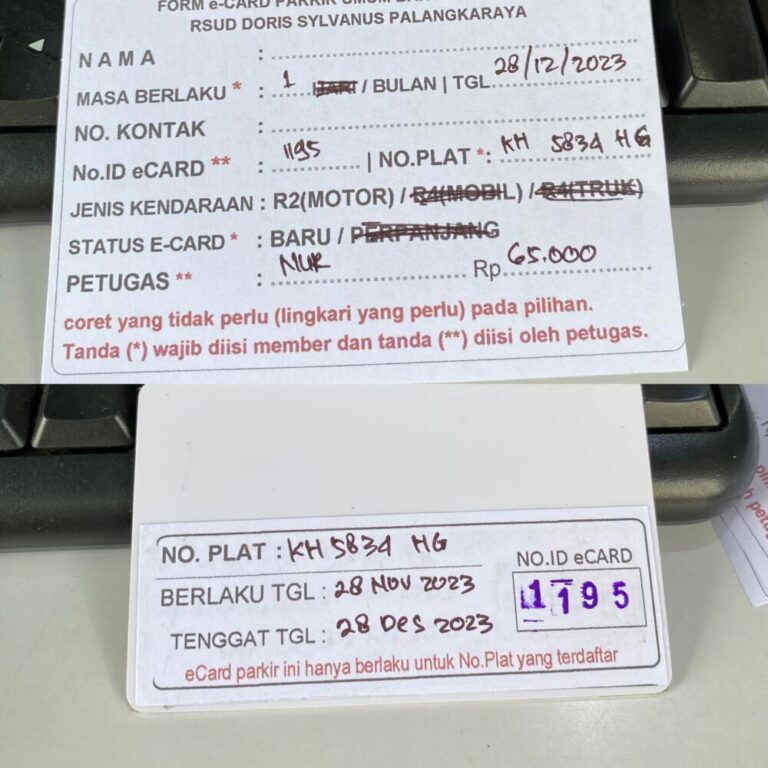 FORM e-CARD PARKIR UMUM
RSUD DORIS SYLVANUS PALANGKARAYA
NAMA :
MASA BERLAKU * : 1 HARI / BULAN | TGL 28/12/2023
NO. KONTAK :
No.ID eCARD ** : 1195 | NO.PLAT *: KH 5834 HG
JENIS KENDARAAN : R2(MOTOR) / R4(MOBIL) / R4(TRUK)
STATUS E-CARD * : BARU / PERPANJANG
PETUGAS ** : NUR Rp. 65.000
coret yang tidak perlu (lingkari yang perlu) pada pilihan.
Tanda (*) wajib diisi member dan tanda (**) diisi oleh petugas.
NO. PLAT : KH 5834 HG
BERLAKU TGL : 28 NOV 2023
TENGGAT TGL : 28 Des 2023
NO.ID eCARD
1195
eCard parkir ini hanya berlaku untuk No.Plat yang terdaftar